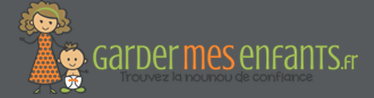 GARDER MES ENFANTS.fr
Trouvez la nounou de confiance